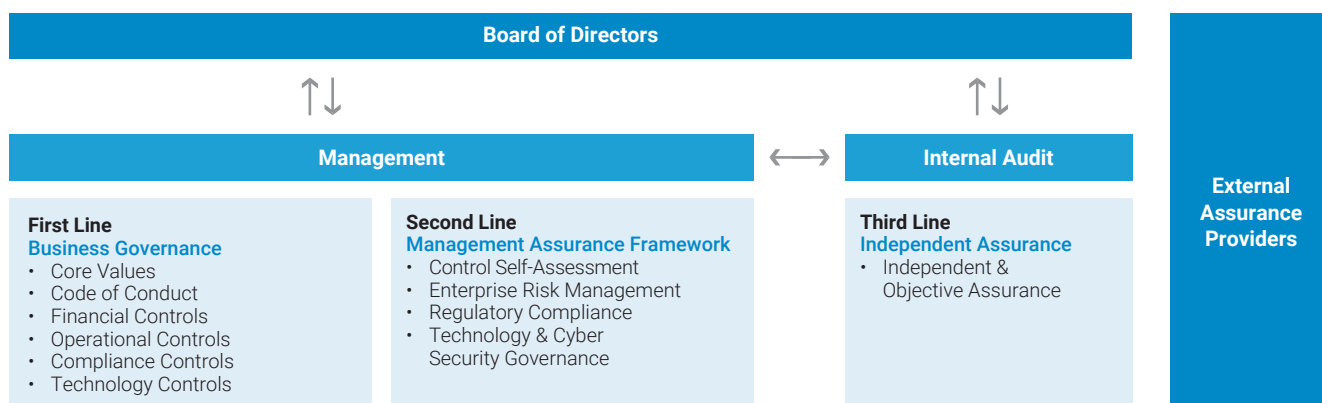 Board of Directors
Management
Internal Audit
First Line
Business Governance
• Core Values
• Code of Conduct
• Financial Controls
• Operational Controls
• Compliance Controls
• Technology Controls
Second Line
Management Assurance Framework
• Control Self-Assessment
• Enterprise Risk Management
• Regulatory Compliance
• Technology & Cyber
Security Governance
Third Line
Independent Assurance
• Independent &
Objective Assurance
External
Assurance
Providers